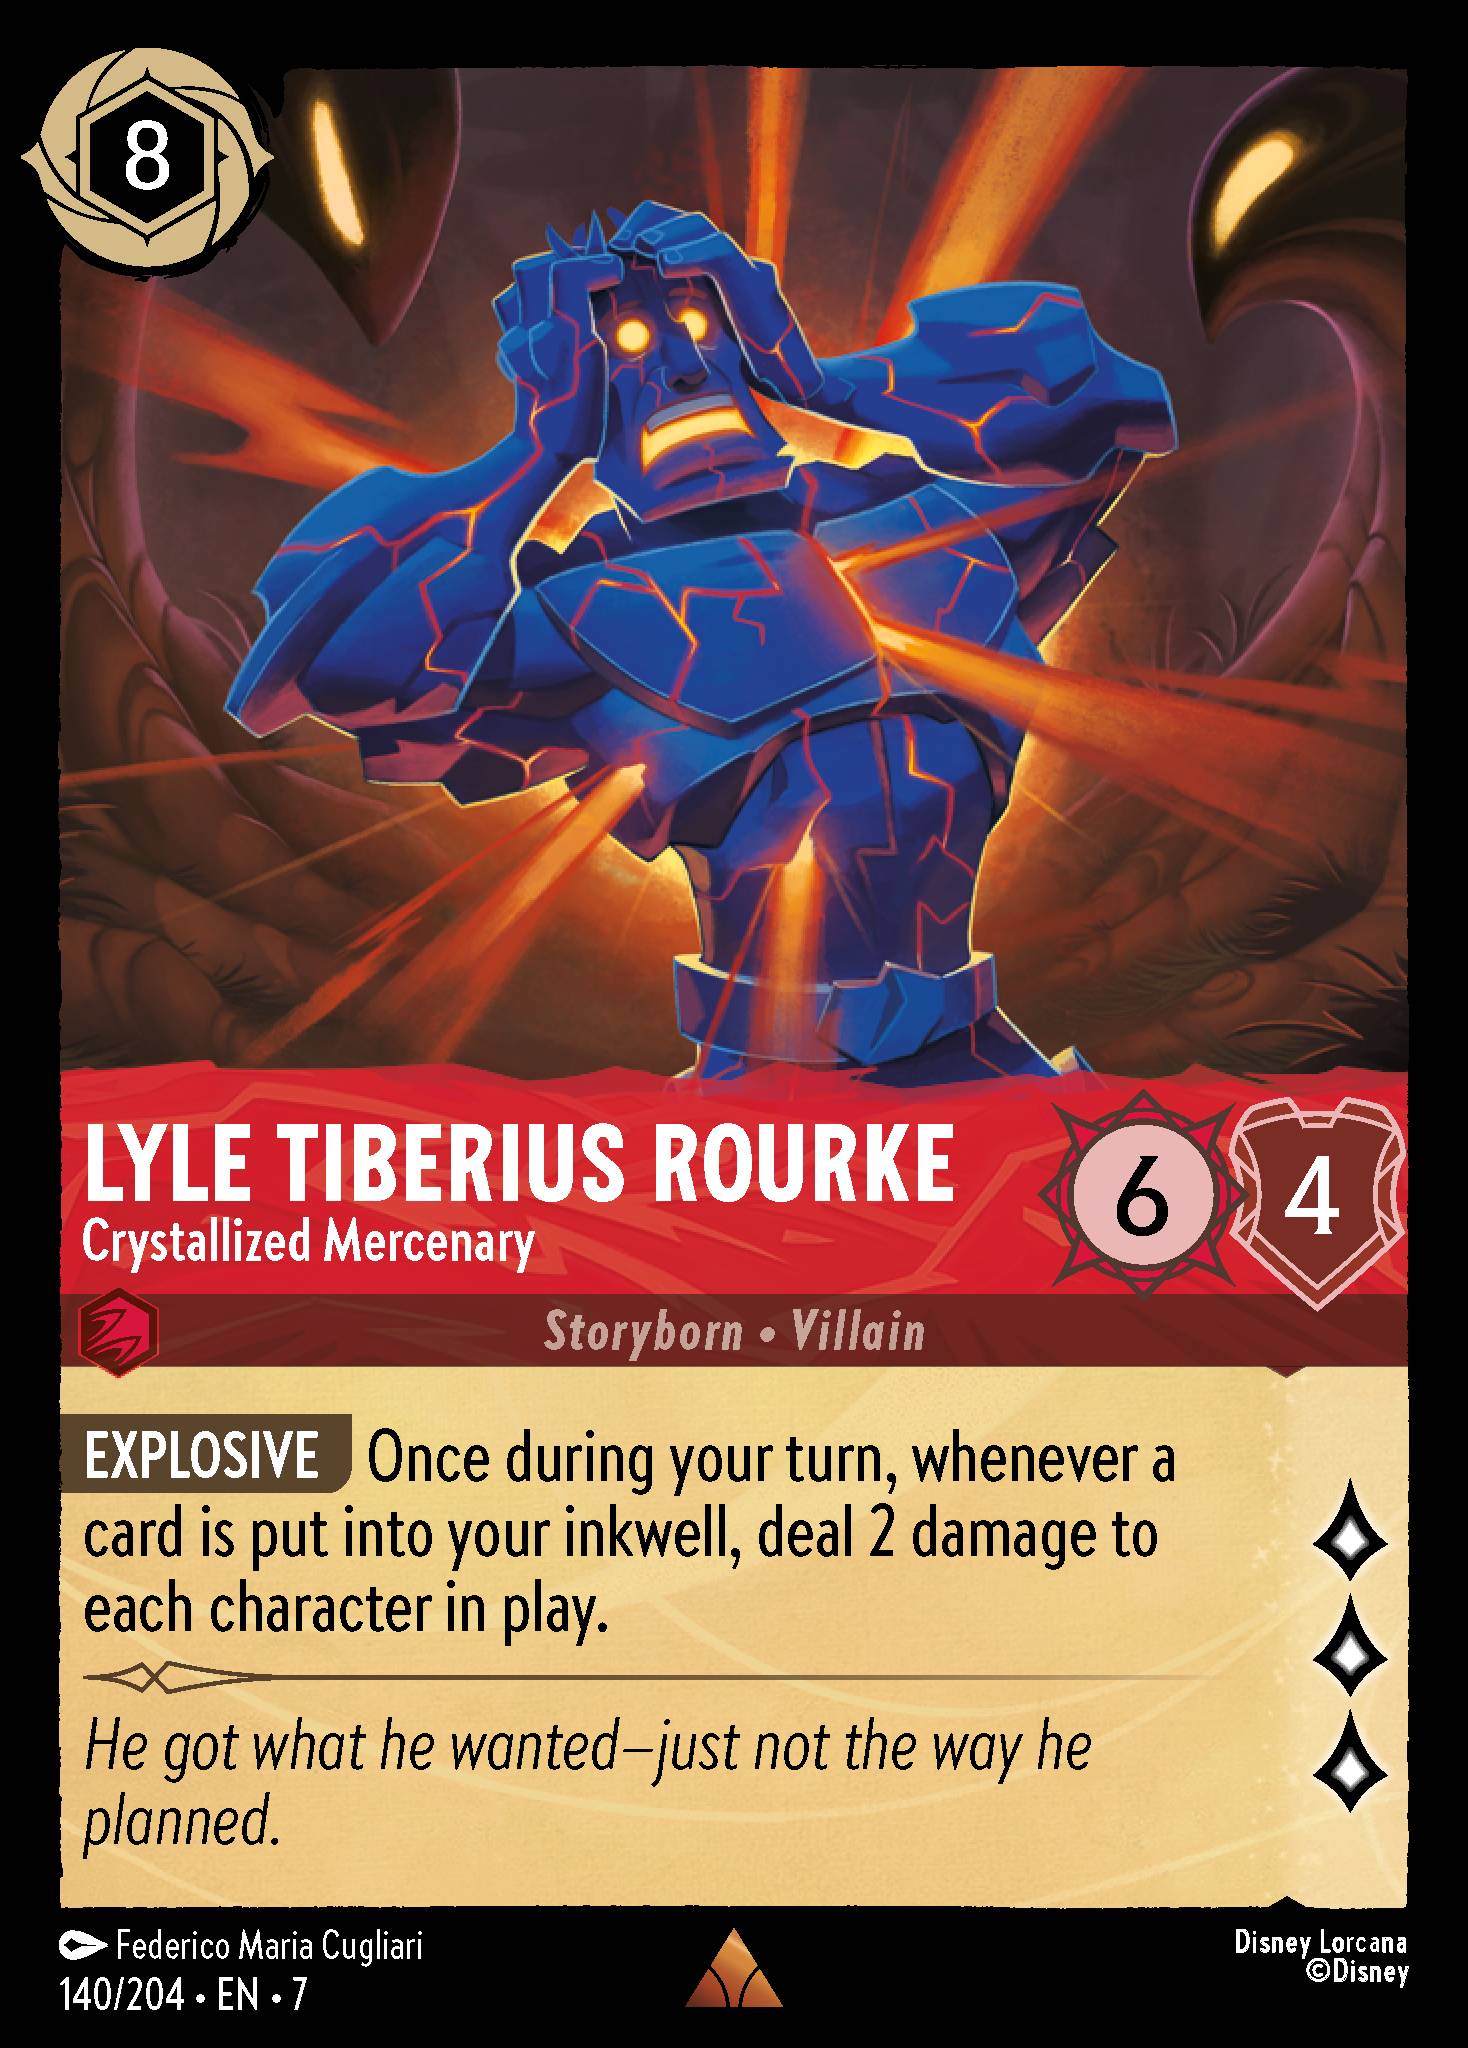 8
LYLE TIBERIUS ROURKE
Crystallized Mercenary
6
4
Storyborn • Villain
EXPLOSIVE Once during your turn, whenever a
card is put into your inkwell, deal 2 damage to
each character in play.
He got what he wanted–just not the way he
planned.
Federico Maria Cugliari
140/204 • EN • 7
Disney Lorcana
©Disney